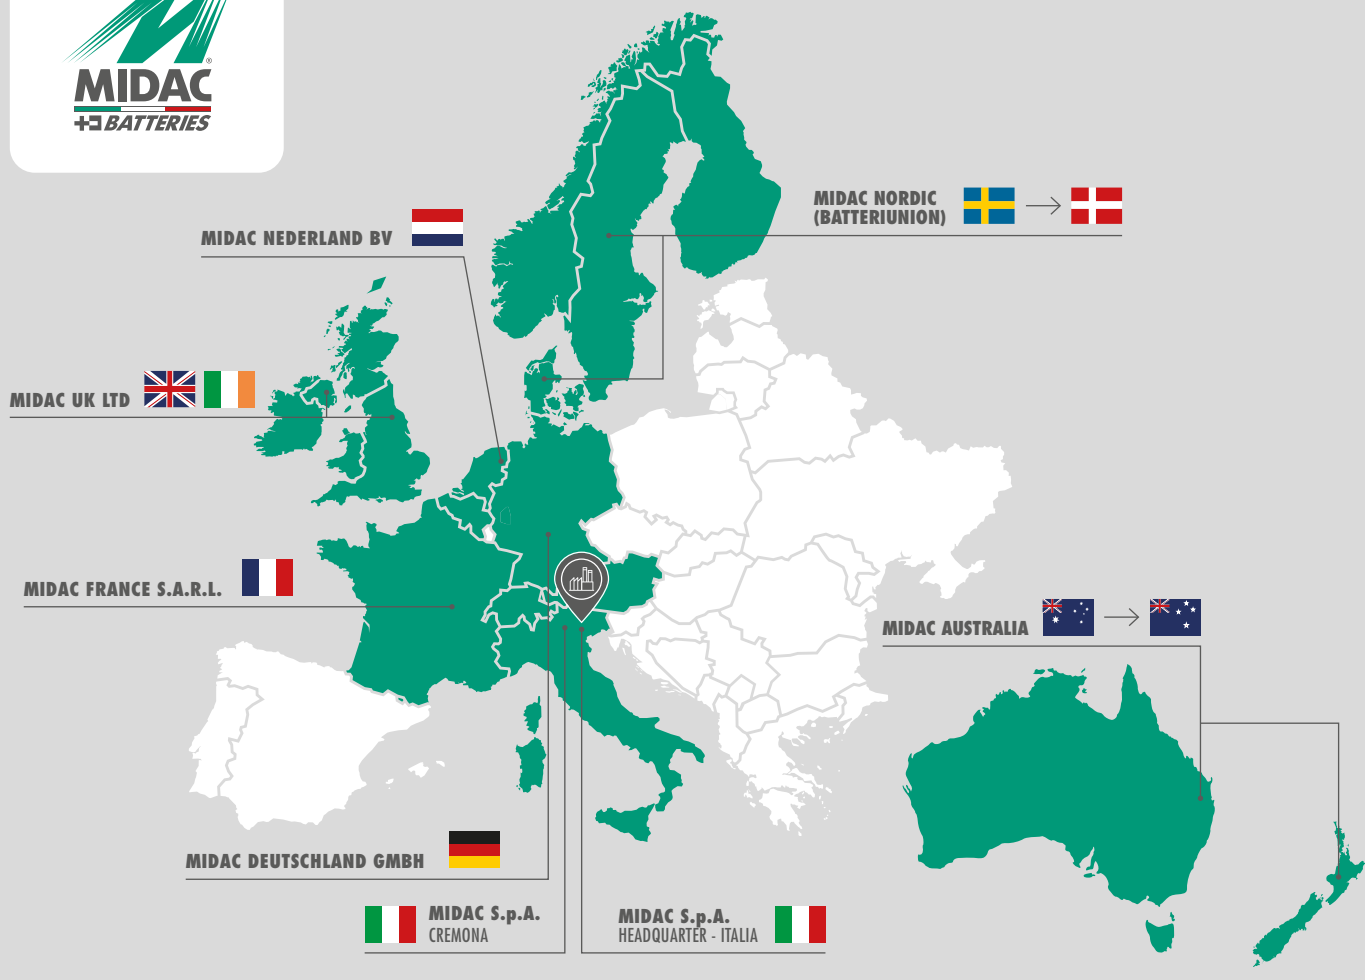 MIDAC
®
BATTERIES
MIDAC NORDIC
(BATTERIUNION)
MIDAC NEDERLAND BV
MIDAC UK LTD
MIDAC FRANCE S.A.R.L.
MIDAC AUSTRALIA
MIDAC DEUTSCHLAND GMBH
MIDAC S.p.A.
CREMONA
MIDAC S.p.A.
HEADQUARTER - ITALIA